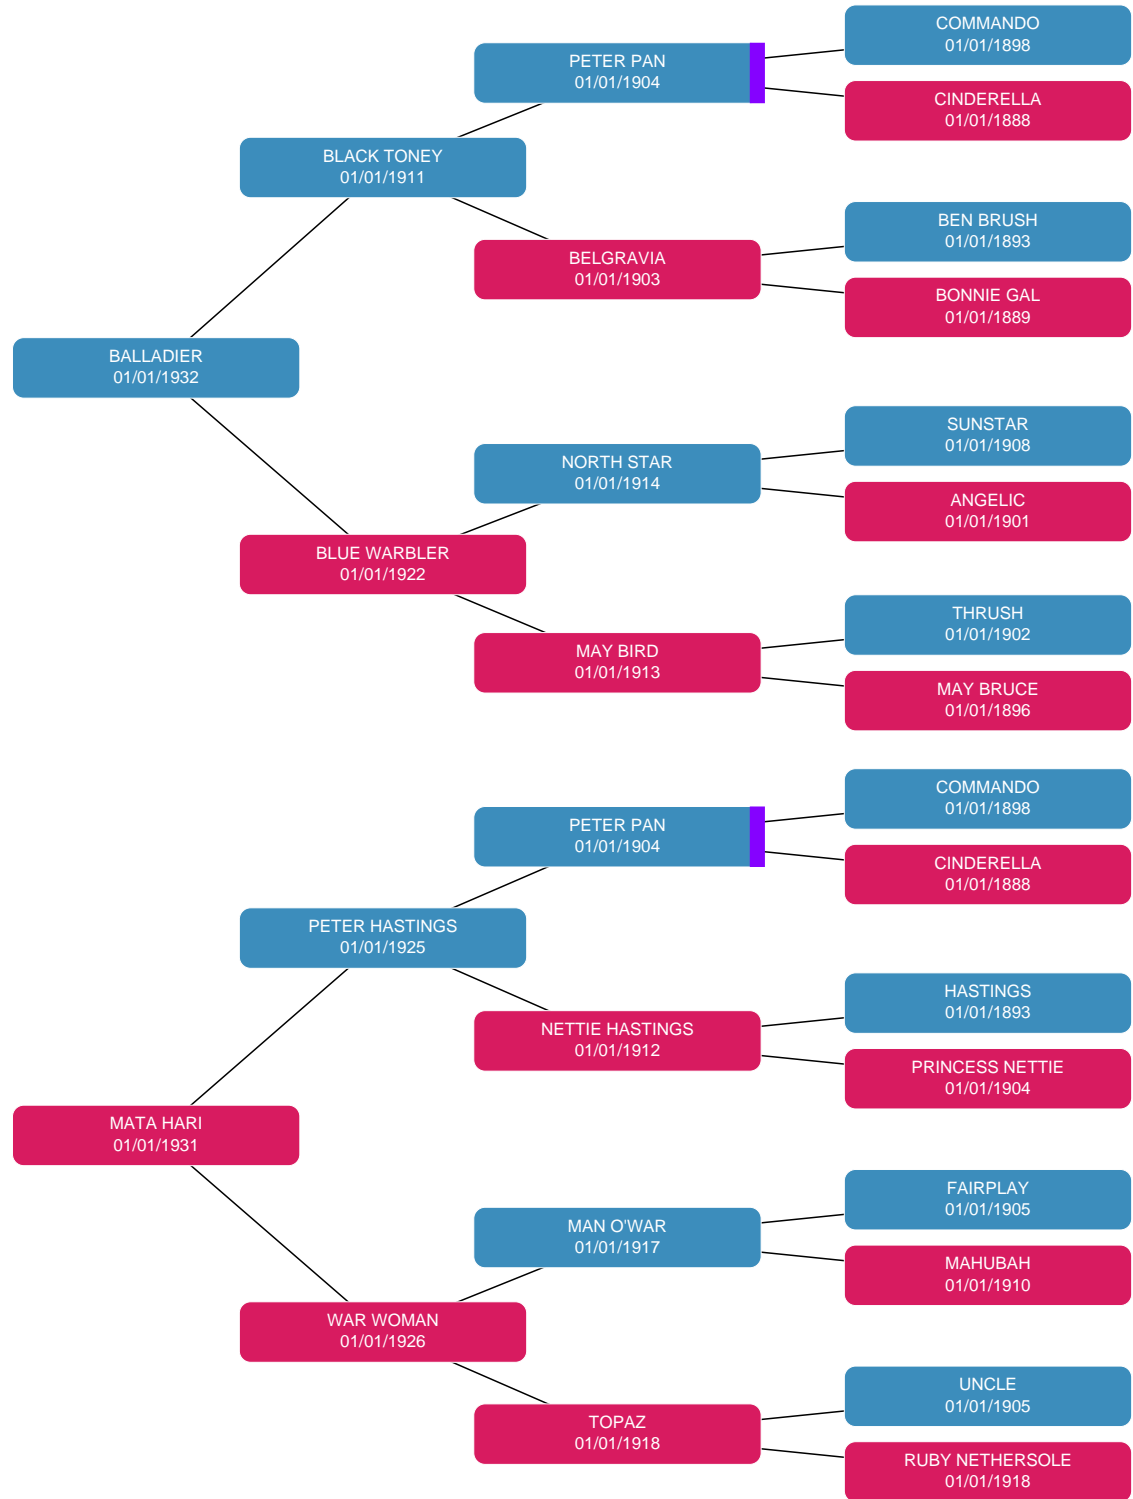 COMMANDO
01/01/1898
PETER PAN
01/01/1904
CINDERELLA
01/01/1888
BLACK TONEY
01/01/1911
BEN BRUSH
01/01/1893
BELGRAVIA
01/01/1903
BONNIE GAL
01/01/1889
BALLADIER
01/01/1932
SUNSTAR
01/01/1908
NORTH STAR
01/01/1914
ANGELIC
01/01/1901
BLUE WARBLER
01/01/1922
THRUSH
01/01/1902
MAY BIRD
01/01/1913
MAY BRUCE
01/01/1896
COMMANDO
01/01/1898
PETER PAN
01/01/1904
CINDERELLA
01/01/1888
PETER HASTINGS
01/01/1925
HASTINGS
01/01/1893
NETTIE HASTINGS
01/01/1912
PRINCESS NETTIE
01/01/1904
MATA HARI
01/01/1931
FAIRPLAY
01/01/1905
MAN O'WAR
01/01/1917
MAHUBAH
01/01/1910
WAR WOMAN
01/01/1926
UNCLE
01/01/1905
TOPAZ
01/01/1918
RUBY NETHERSOLE
01/01/1918